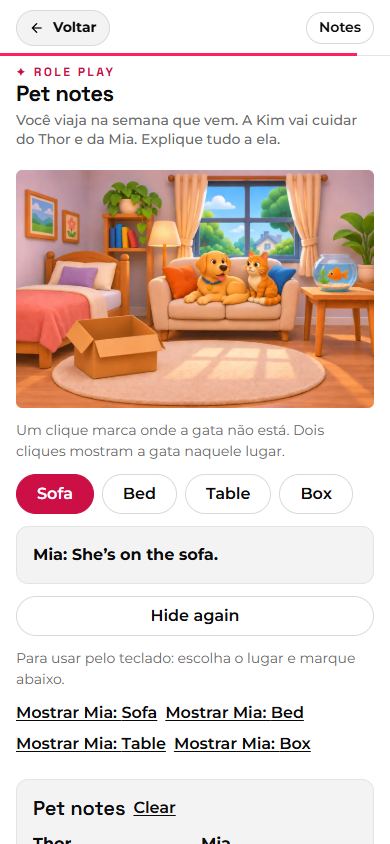 ← Voltar
Notes
✦ ROLE PLAY
Pet notes
Você viaja na semana que vem. A Kim vai cuidar
do Thor e da Mia. Explique tudo a ela.
Um clique marca onde a gata não está. Dois
cliques mostram a gata naquele lugar.
Sofa
Bed
Table
Box
Mia: She’s on the sofa.
Hide again
Para usar pelo teclado: escolha o lugar e marque
abaixo.
Mostrar Mia: Sofa Mostrar Mia: Bed
Mostrar Mia: Table Mostrar Mia: Box
Pet notes Clear
Thor Mia